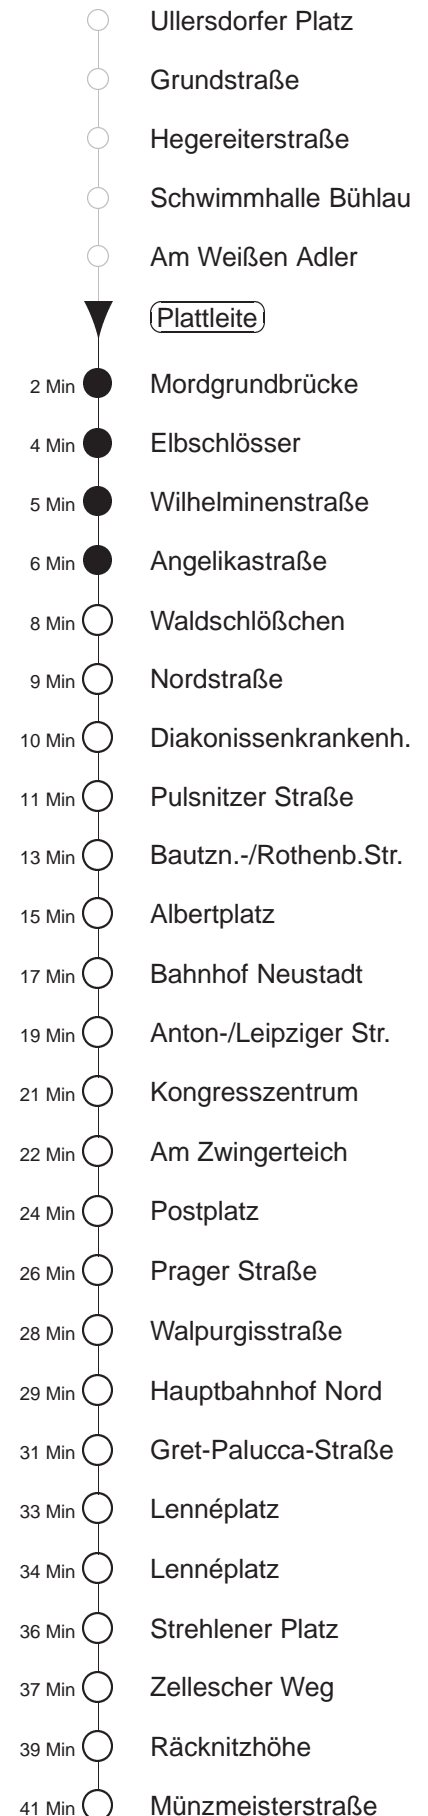 Ullersdorfer Platz
Grundstraße
Hegereiterstraße
Schwimmhalle Bühlau
Am Weißen Adler
Plattleite
2 Min Mordgrundbrücke
4 Min Elbschlösser
5 Min Wilhelminenstraße
6 Min Angelikastraße
8 Min Waldschlößchen
9 Min Nordstraße
10 Min Diakonissenkrankenh.
11 Min Pulsnitzer Straße
13 Min Bautzn.-/Rothenb.Str.
15 Min Albertplatz
17 Min Bahnhof Neustadt
19 Min Anton-/Leipziger Str.
21 Min Kongresszentrum
22 Min Am Zwingerteich
24 Min Postplatz
26 Min Prager Straße
28 Min Walpurgisstraße
29 Min Hauptbahnhof Nord
31 Min Gret-Palucca-Straße
33 Min Lennéplatz
34 Min Lennéplatz
36 Min Strehlener Platz
37 Min Zellescher Weg
39 Min Räcknitzhöhe
41 Min Münzmeisterstraße